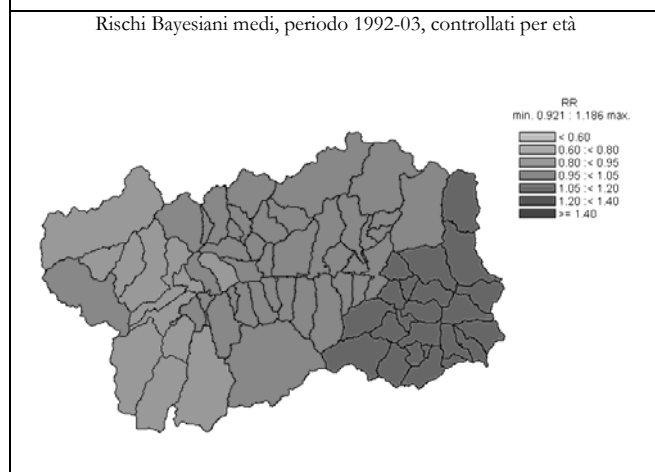 Rischi Bayesiani medi, periodo 1992-03, controllati per età
RR
min. 0.921 : 1.186 max.
< 0.60
0.60 :< 0.80
0.80 :< 0.95
0.95 :< 1.05
1.05 :< 1.20
1.20 :< 1.40
>= 1.40